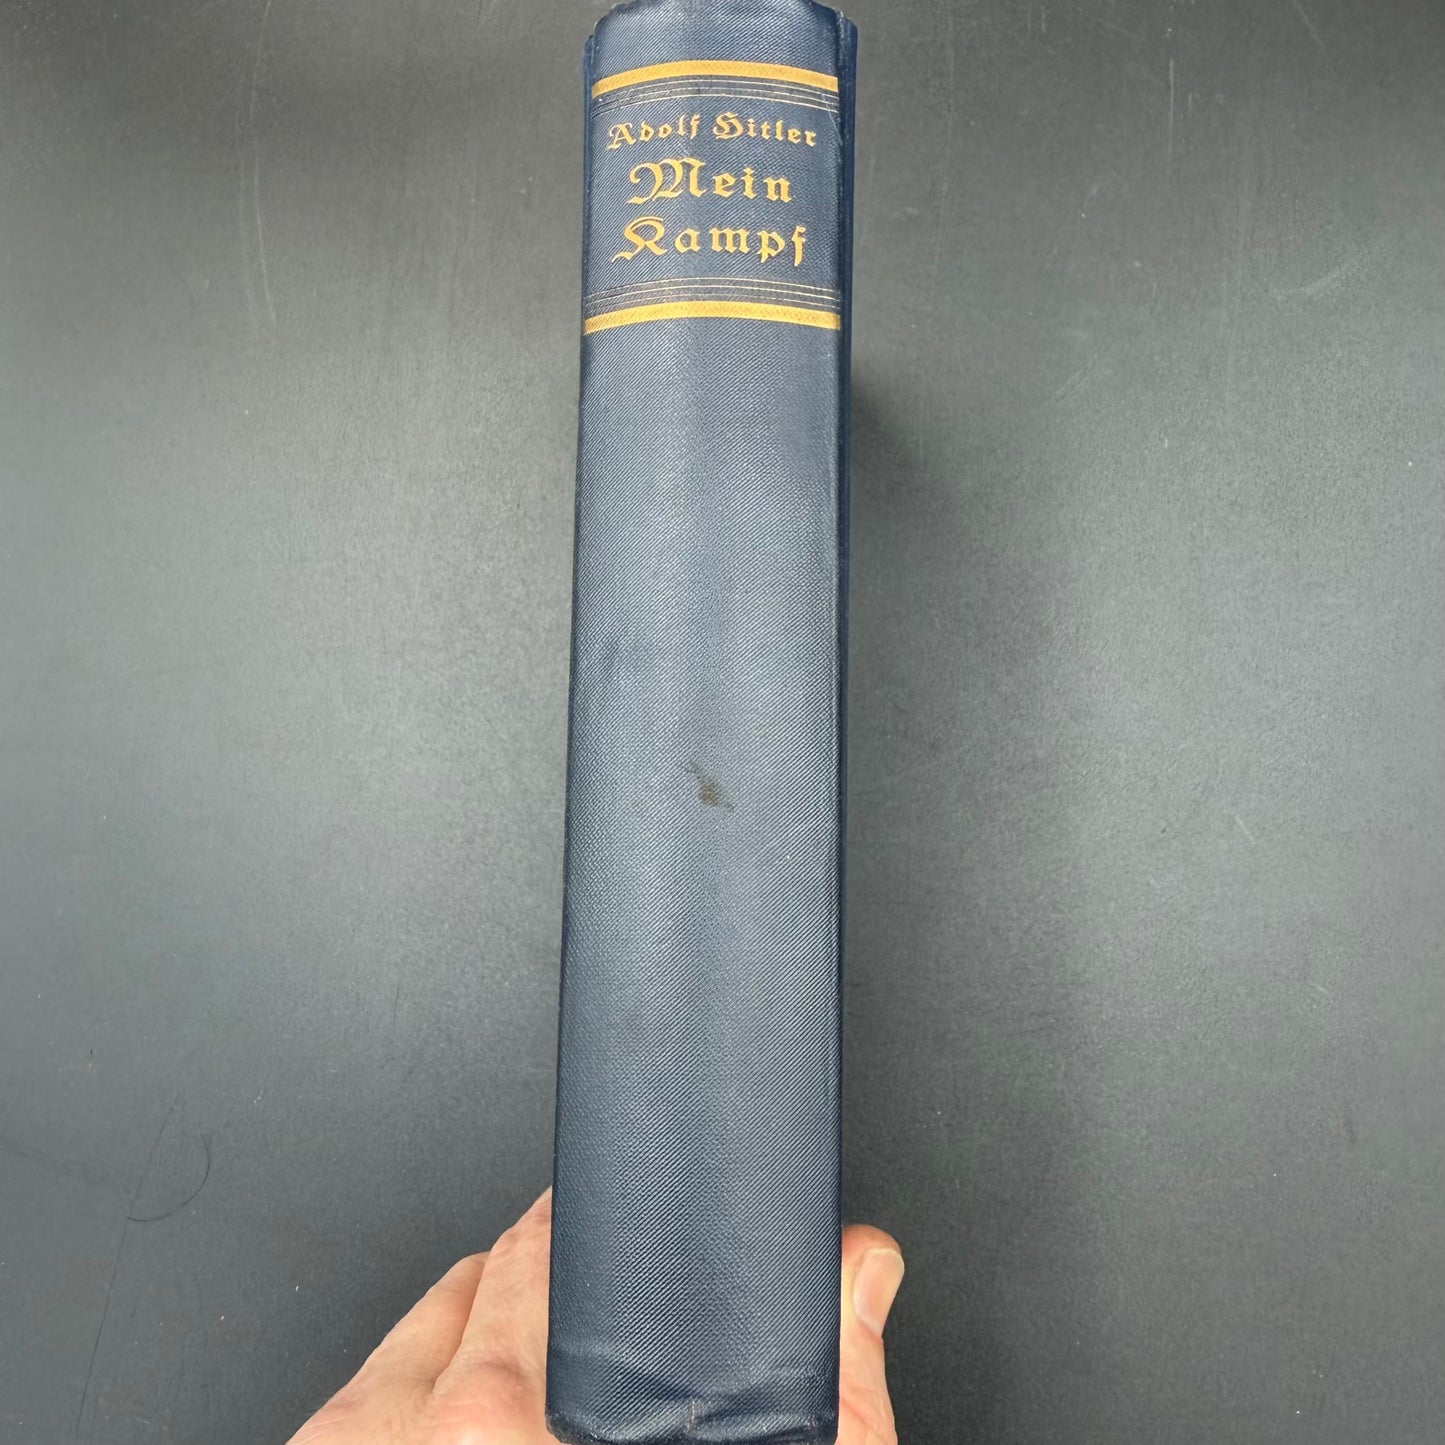 Adolf Hitler
Mein
Kampf